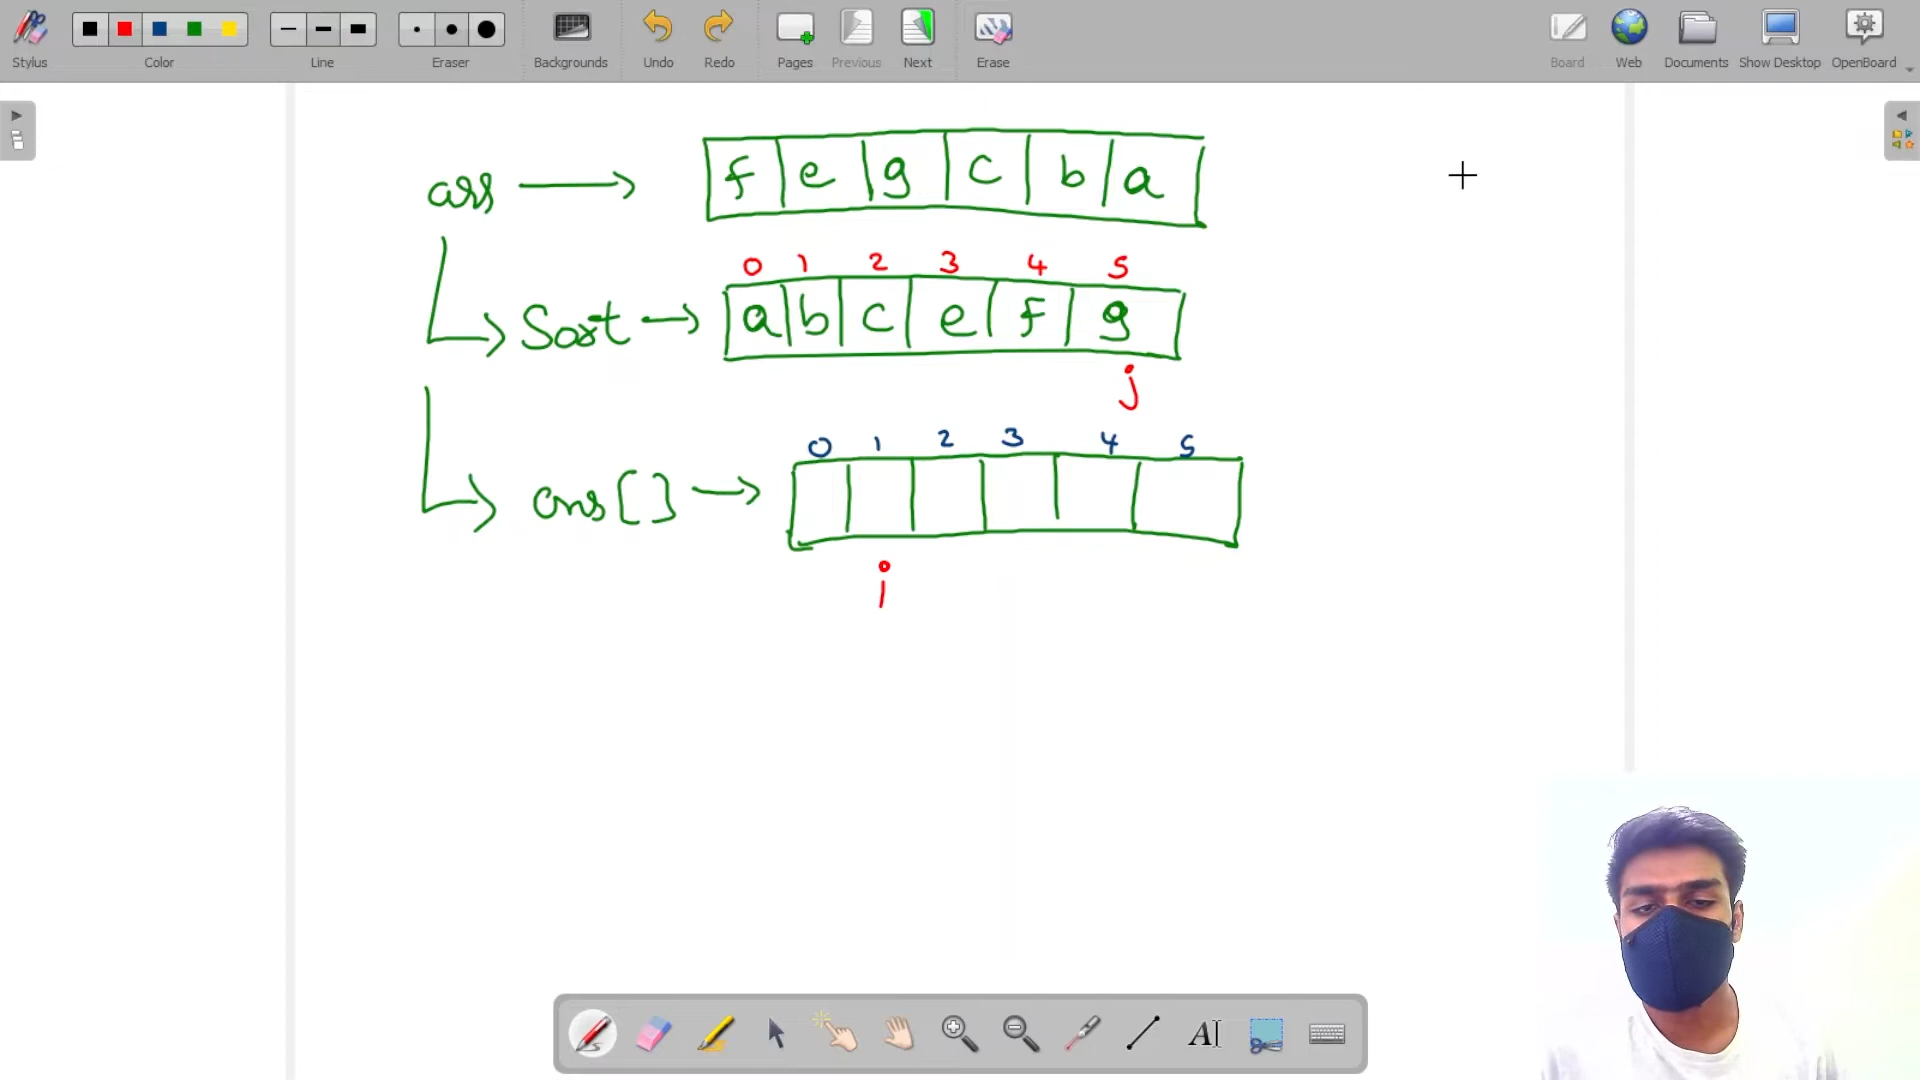 Stylus Color Line Eraser Backgrounds Undo Redo Pages Previous Next Erase Board Web Documents Show Desktop OpenBoard
arr → f e g c b a
0 1 2 3 4 5
Sort → a b c e f g
j
0 1 2 3 4 5
ans [ ] →
i
AI